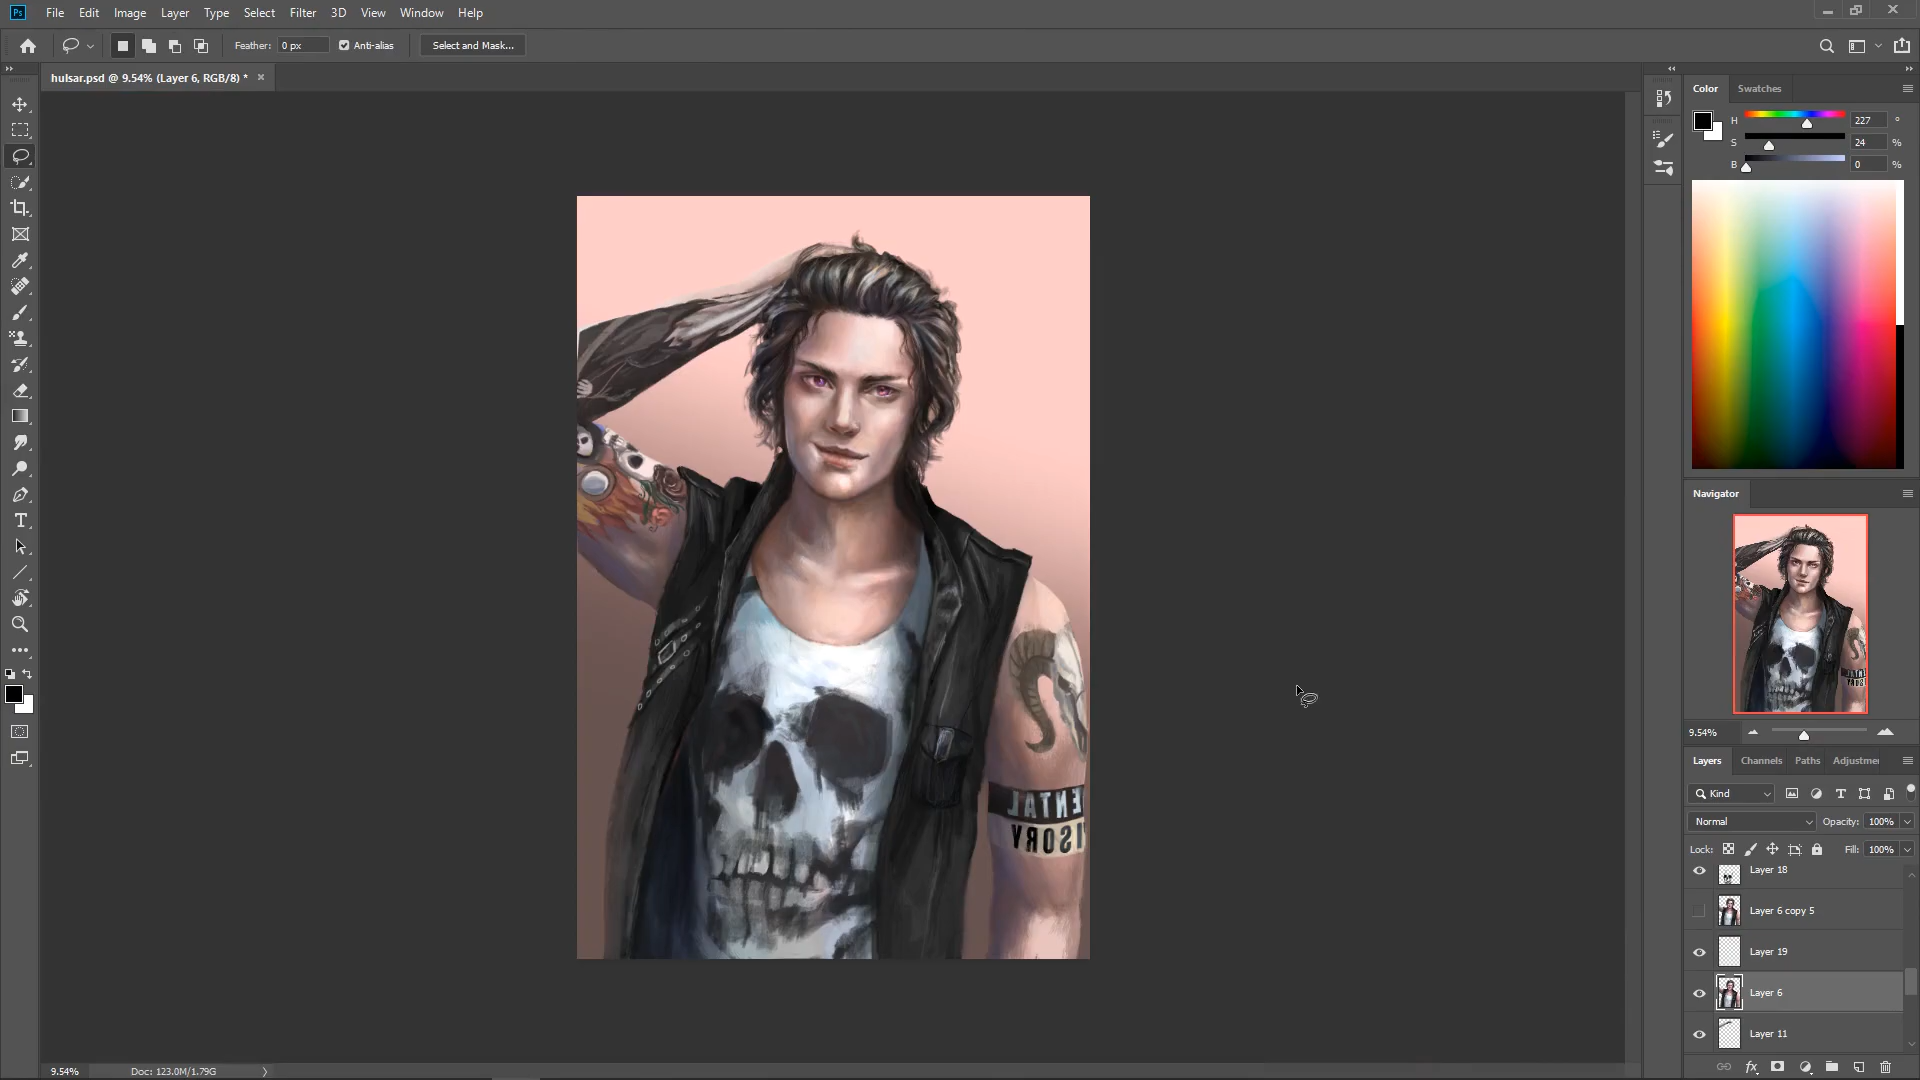 Ps File Edit Image Layer Type Select Filter 3D View Window Help
Feather: 0 px Anti-alias Select and Mask...
hulsar.psd @ 9.54% (Layer 6, RGB/8) *
Color Swatches
H 227 °
S 24 %
B 0 %
Navigator
9.54%
Layers Channels Paths Adjustmen
Kind
Normal Opacity: 100%
Lock: Fill: 100%
Layer 18
Layer 6 copy 5
Layer 19
Layer 6
Layer 11
fx
9.54% Doc: 123.0M/1.79G